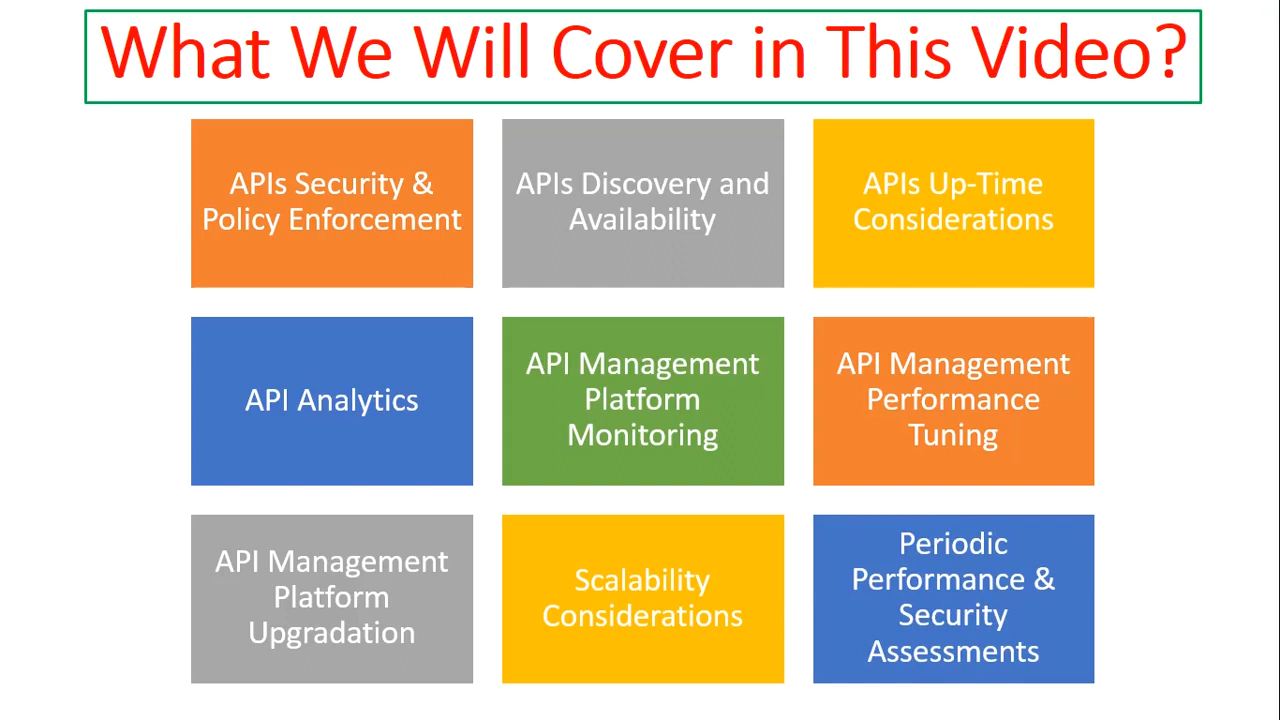 What We Will Cover in This Video?
APIs Security &
Policy Enforcement
APIs Discovery and
Availability
APIs Up-Time
Considerations
API Analytics
API Management
Platform
Monitoring
API Management
Performance
Tuning
API Management
Platform
Upgradation
Scalability
Considerations
Periodic
Performance &
Security
Assessments